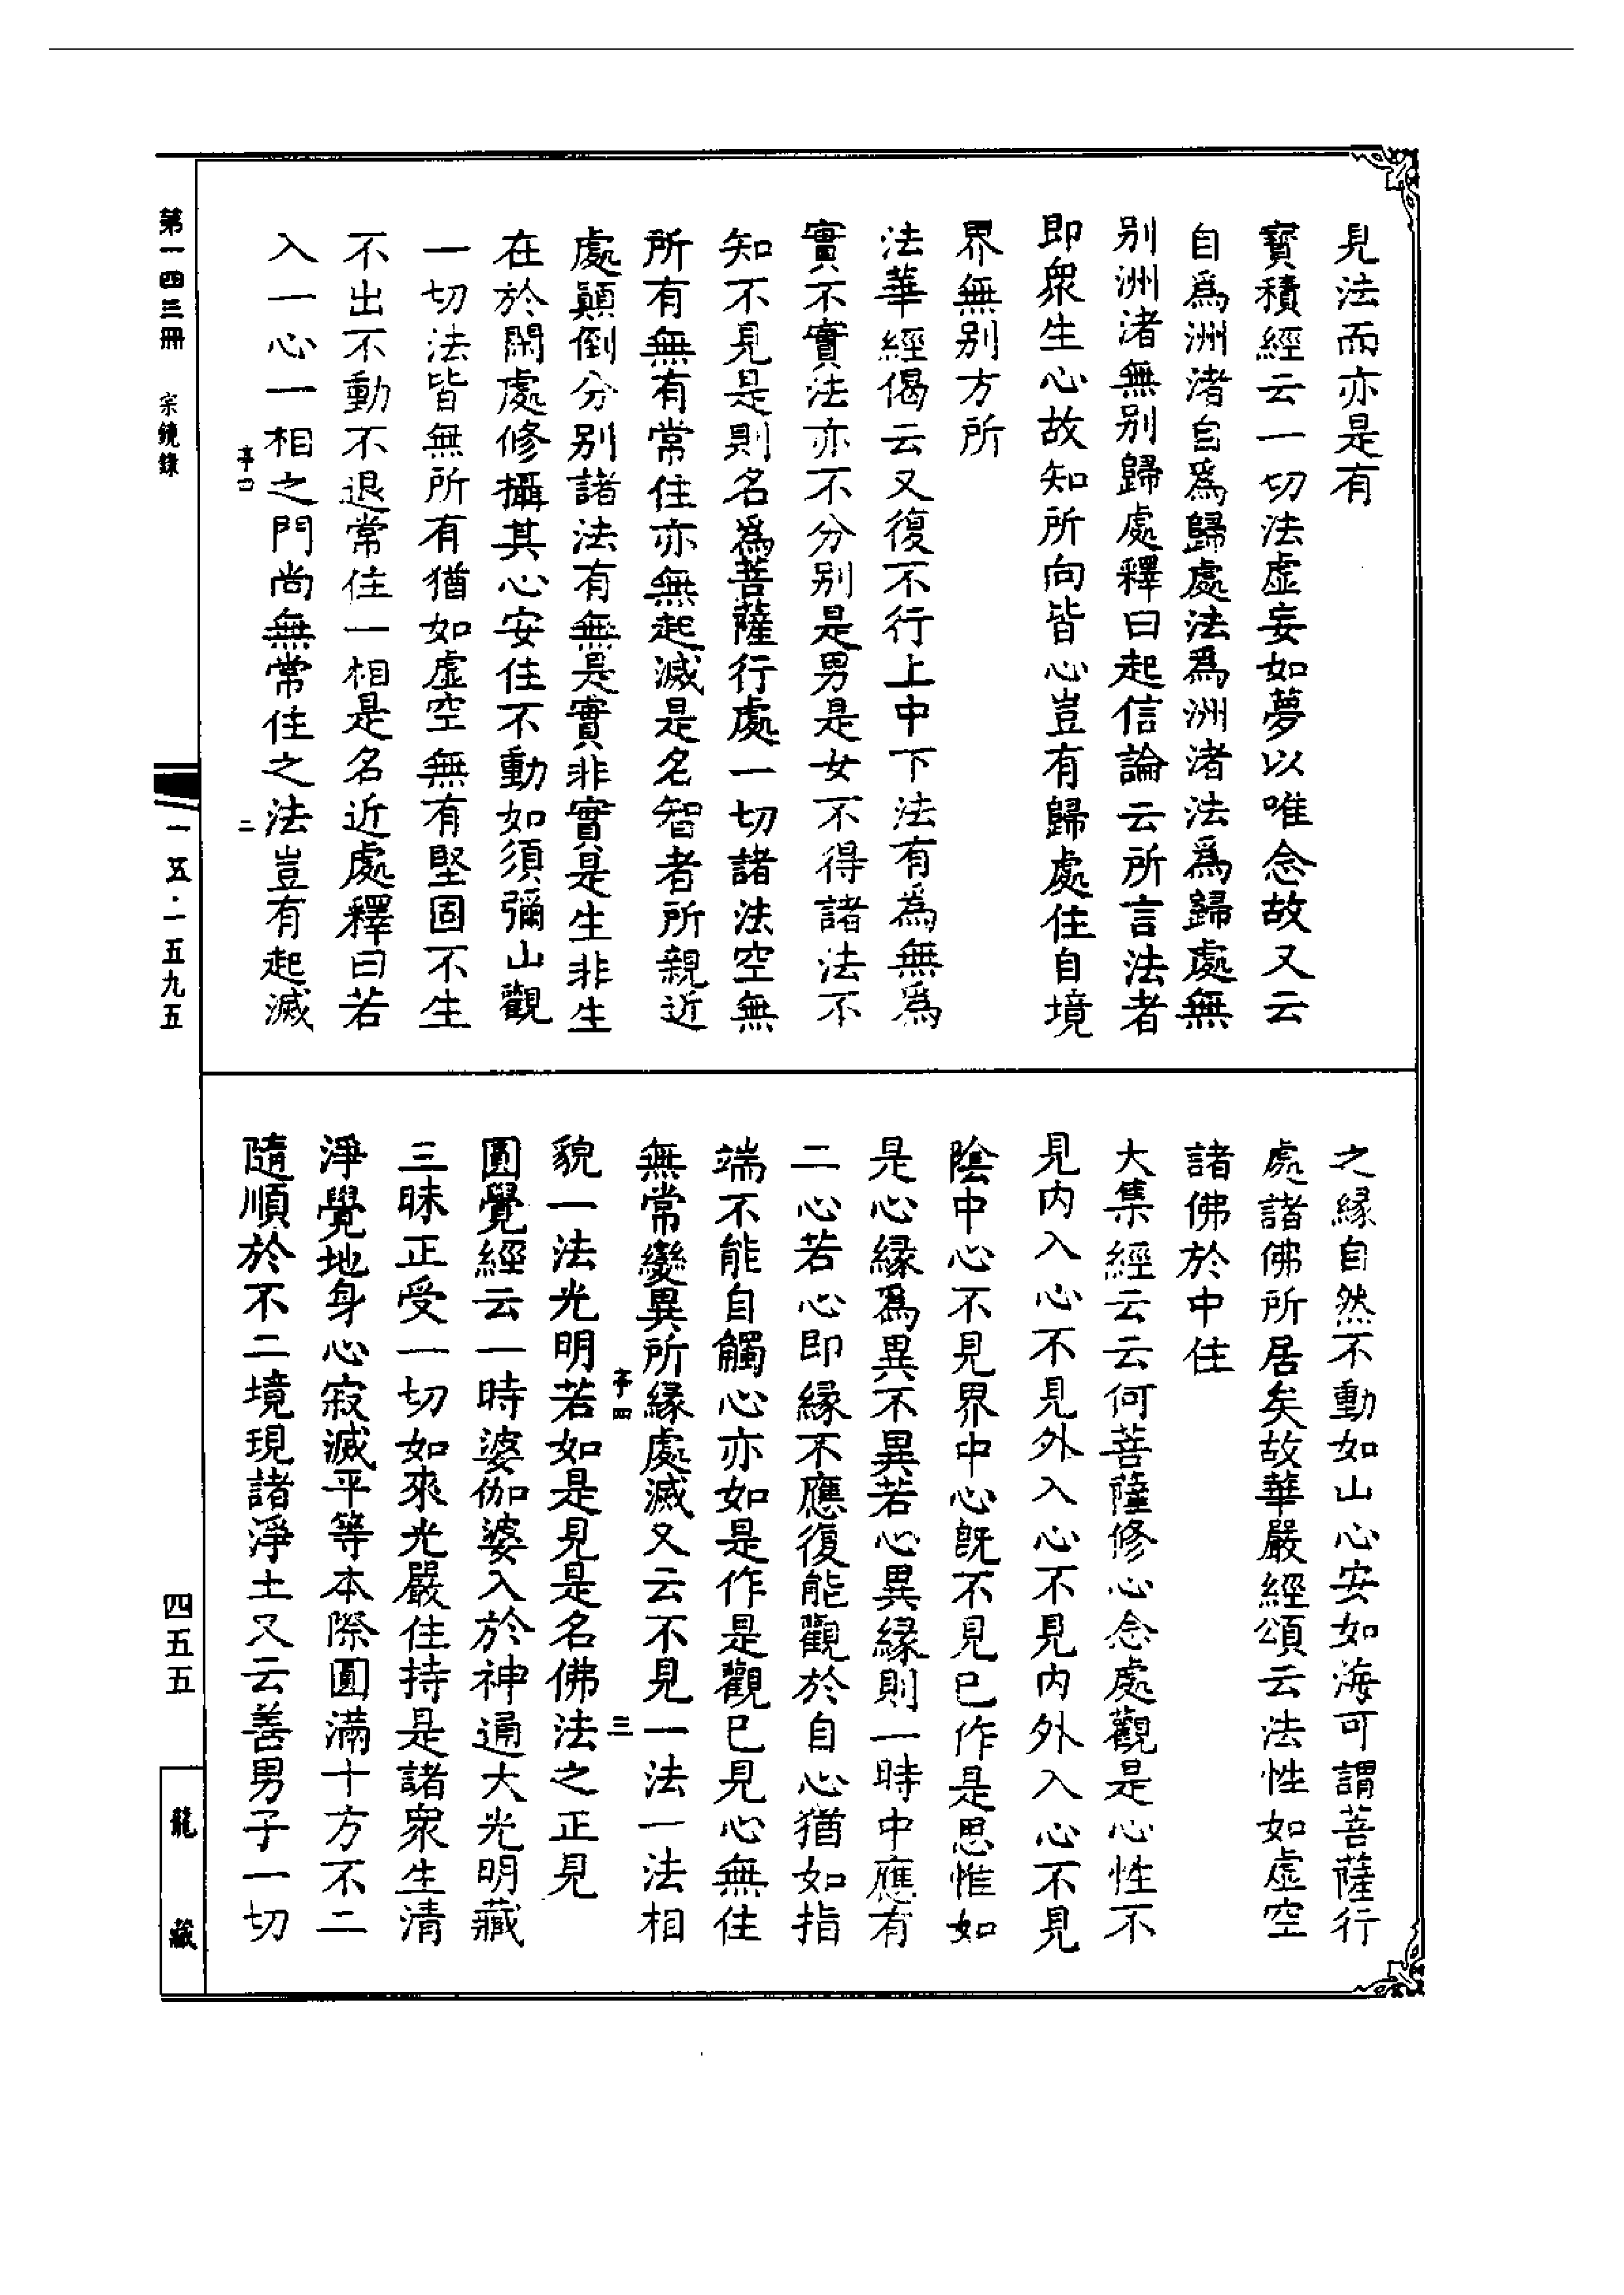 見法而亦是有
寳積經云一切法虛妄如夢以唯念故又云
自爲洲渚自爲歸處法爲洲渚法爲歸處無
别洲渚無别歸處釋曰起信論云所言法者
即衆生心故知所向皆心豈有歸處住自境
界無别方所
法華經偈云又復不行上中下法有爲無爲
實不實法亦不分别是男是女不得諸法不
知不見是則名爲菩薩行處一切諸法空無
所有無有常住亦無起滅是名智者所親近
處顛倒分别諸法有無是實非實是生非生
在於閑處修攝其心安住不動如須彌山觀
一切法皆無所有猶如虛空無有堅固不生
不出不動不退常住一相是名近處釋曰若
入一心一相之門尚無常住之法豈有起滅
亭四 二
之緣自然不動如山心安如海可謂菩薩行
處諸佛所居矣故華嚴經頌云法性如虛空
諸佛於中住
大集經云云何菩薩修心念處觀是心性不
見内入心不見外入心不見内外入心不見
陰中心不見界中心旣不見已作是思惟如
是心緣爲異不異若心異緣則一時中應有
二心若心即緣不應復能觀於自心猶如指
端不能自觸心亦如是作是觀已見心無住
無常變異所緣處滅又云不見一法一法相
亭四 三
貌一法光明若如是見是名佛法之正見
圓覺經云一時婆伽婆入於神通大光明藏
三昧正受一切如來光嚴住持是諸衆生清
淨覺地身心寂滅平等本際圓滿十方不二
隨順於不二境現諸淨土又云善男子一切
第一四三冊 宗鏡錄
一五·一五九五
四五五
龍藏